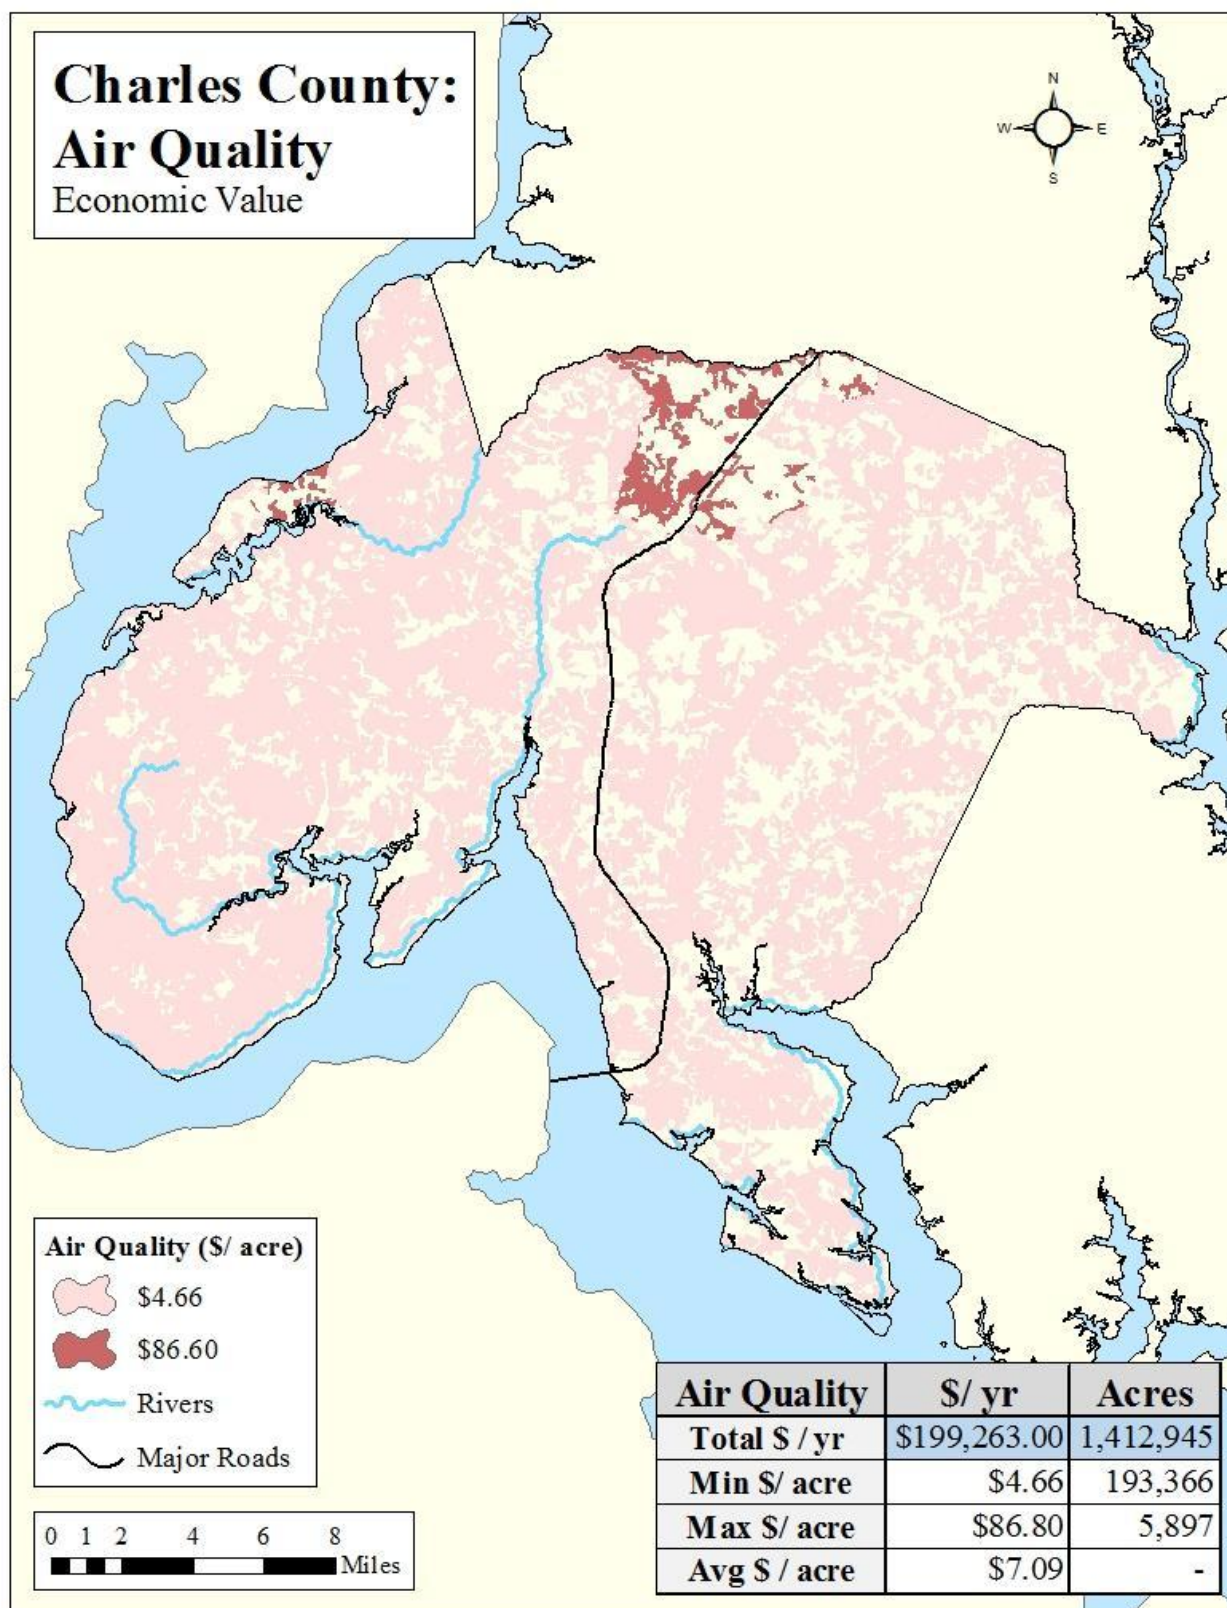 Charles County:
Air Quality
Economic Value
N
W E
S
Air Quality ($/ acre)
$4.66
$86.60
Rivers
Major Roads
0 1 2 4 6 8
Miles
Air Quality $/ yr Acres
Total $ / yr $199,263.00 1,412,945
Min $/ acre $4.66 193,366
Max $/ acre $86.80 5,897
Avg $ / acre $7.09 -